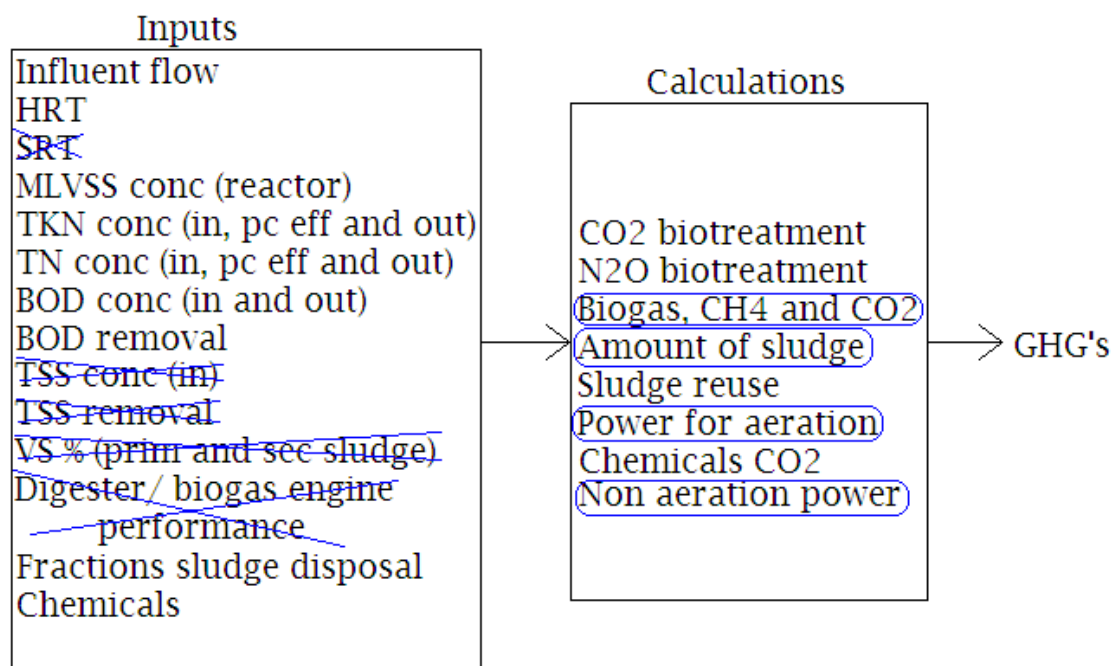 Inputs
Influent flow
HRT
SRT
MLVSS conc (reactor)
TKN conc (in, pc eff and out)
TN conc (in, pc eff and out)
BOD conc (in and out)
BOD removal
TSS conc (in)
TSS removal
VS % (prim and sec sludge)
Digester/ biogas engine
performance
Fractions sludge disposal
Chemicals
Calculations
CO2 biotreatment
N2O biotreatment
Biogas, CH4 and CO2
Amount of sludge
Sludge reuse
Power for aeration
Chemicals CO2
Non aeration power
GHG's